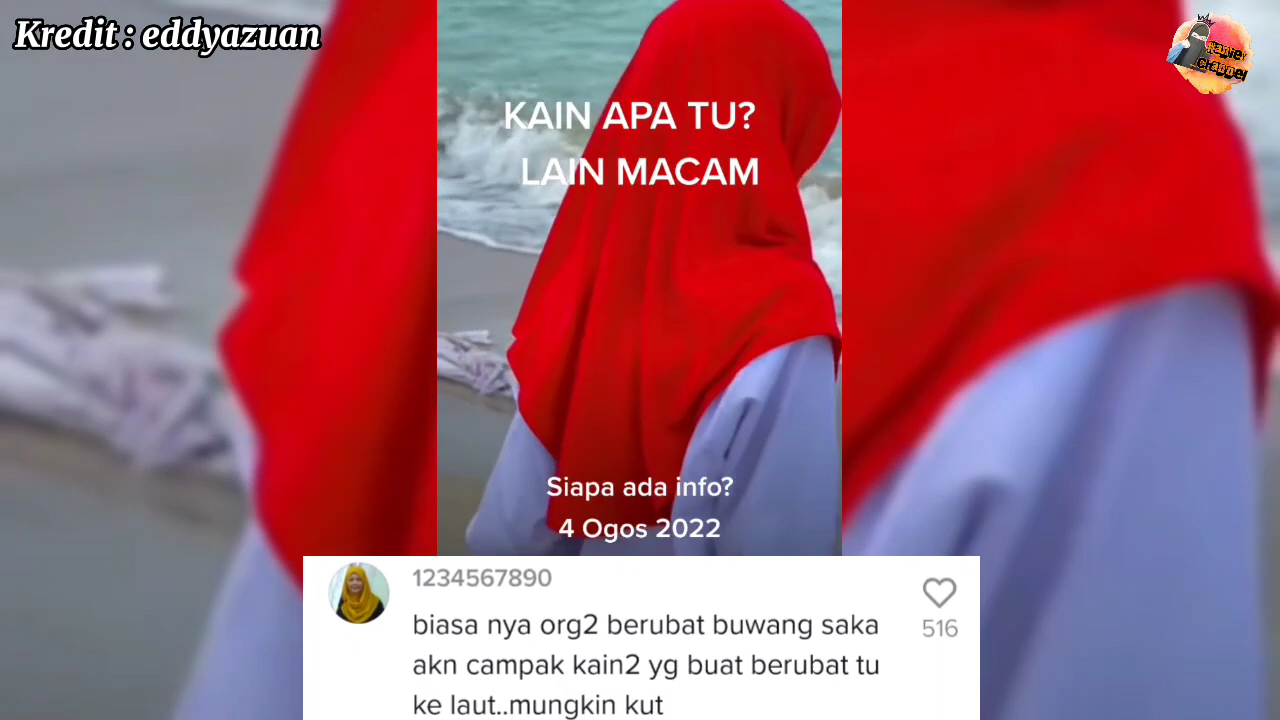 Kredit : eddyazuan
KAIN APA TU?
LAIN MACAM
Siapa ada info?
4 Ogos 2022
1234567890
biasa nya org2 berubat buwang saka
akn campak kain2 yg buat berubat tu
ke laut..mungkin kut
516